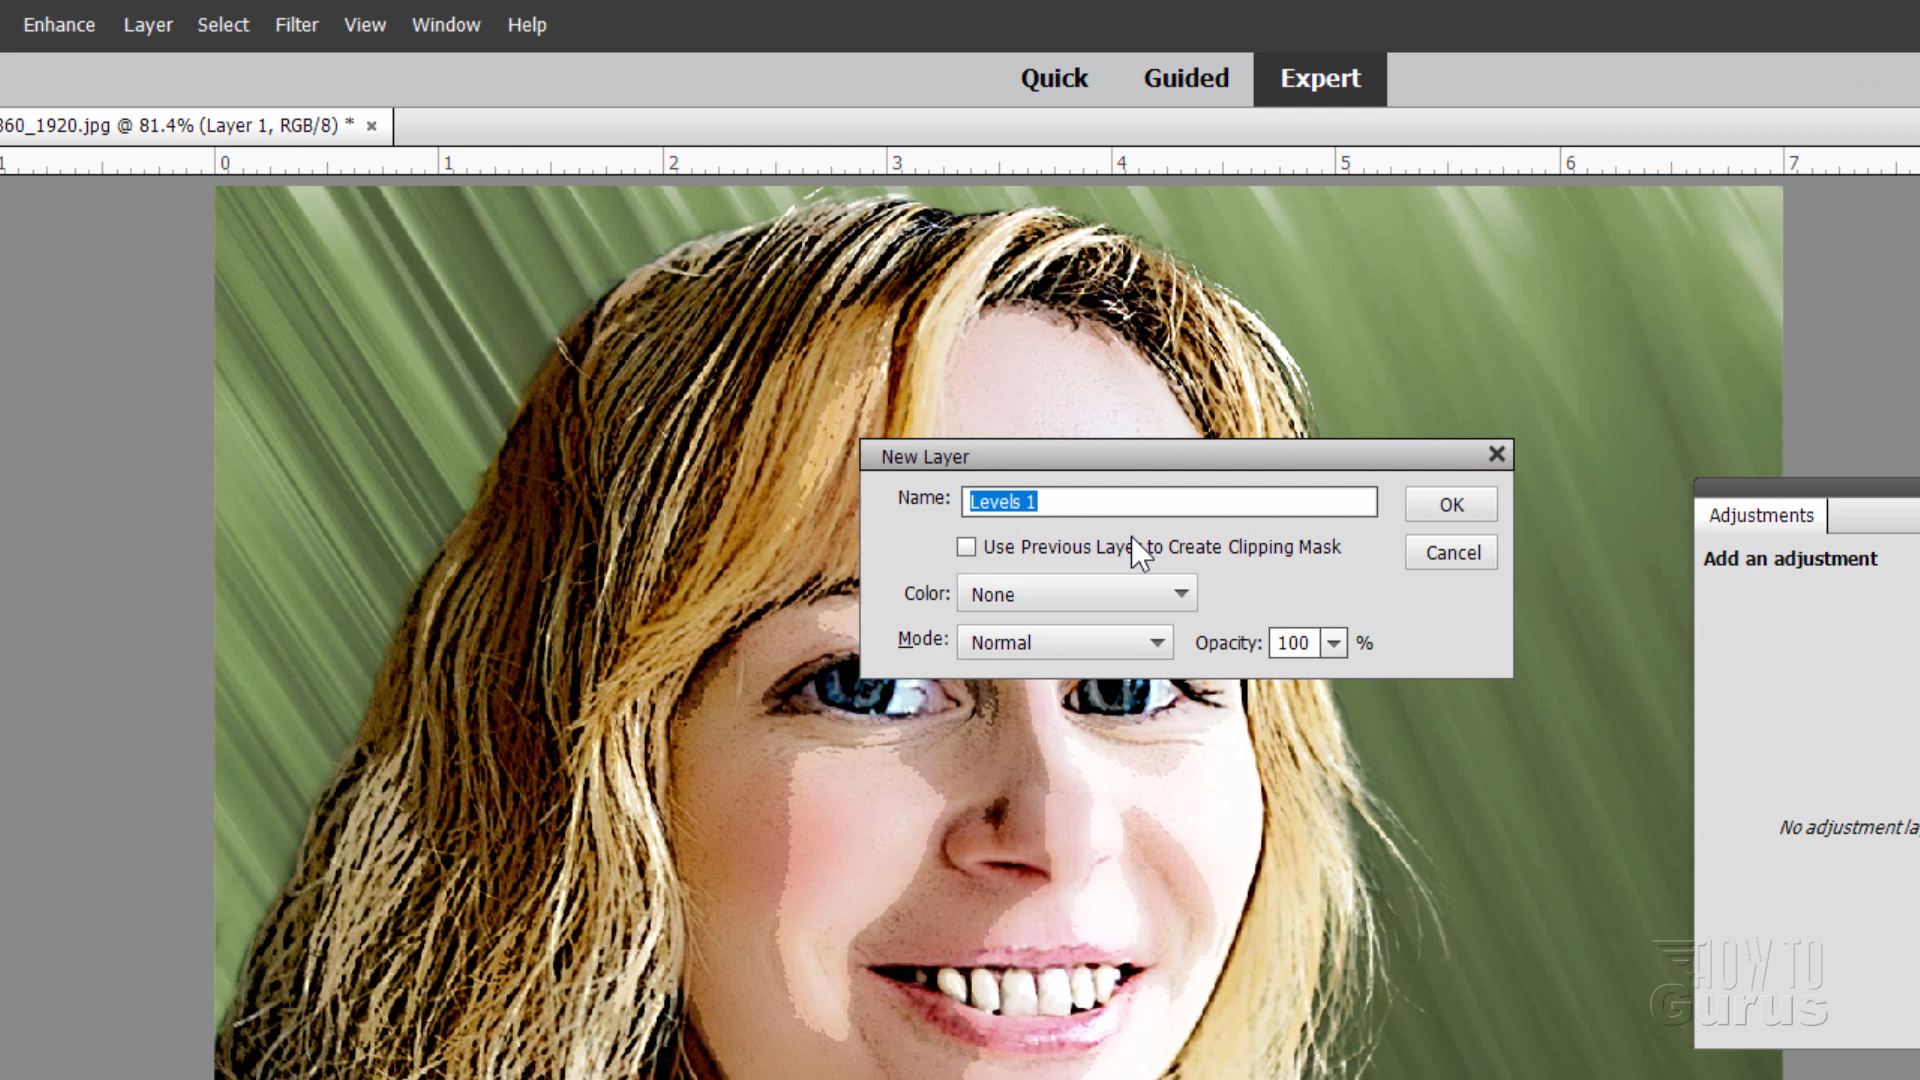 Enhance Layer Select Filter View Window Help
Quick Guided Expert
360_1920.jpg @ 81.4% (Layer 1, RGB/8) * ×
1 0 1 2 3 4 5 6 7
New Layer
Name: Levels 1 OK
Use Previous Layer to Create Clipping Mask
Cancel
Color: None
Mode: Normal Opacity: 100 %
Adjustments
Add an adjustment
No adjustment la
HOW TO
Gurus